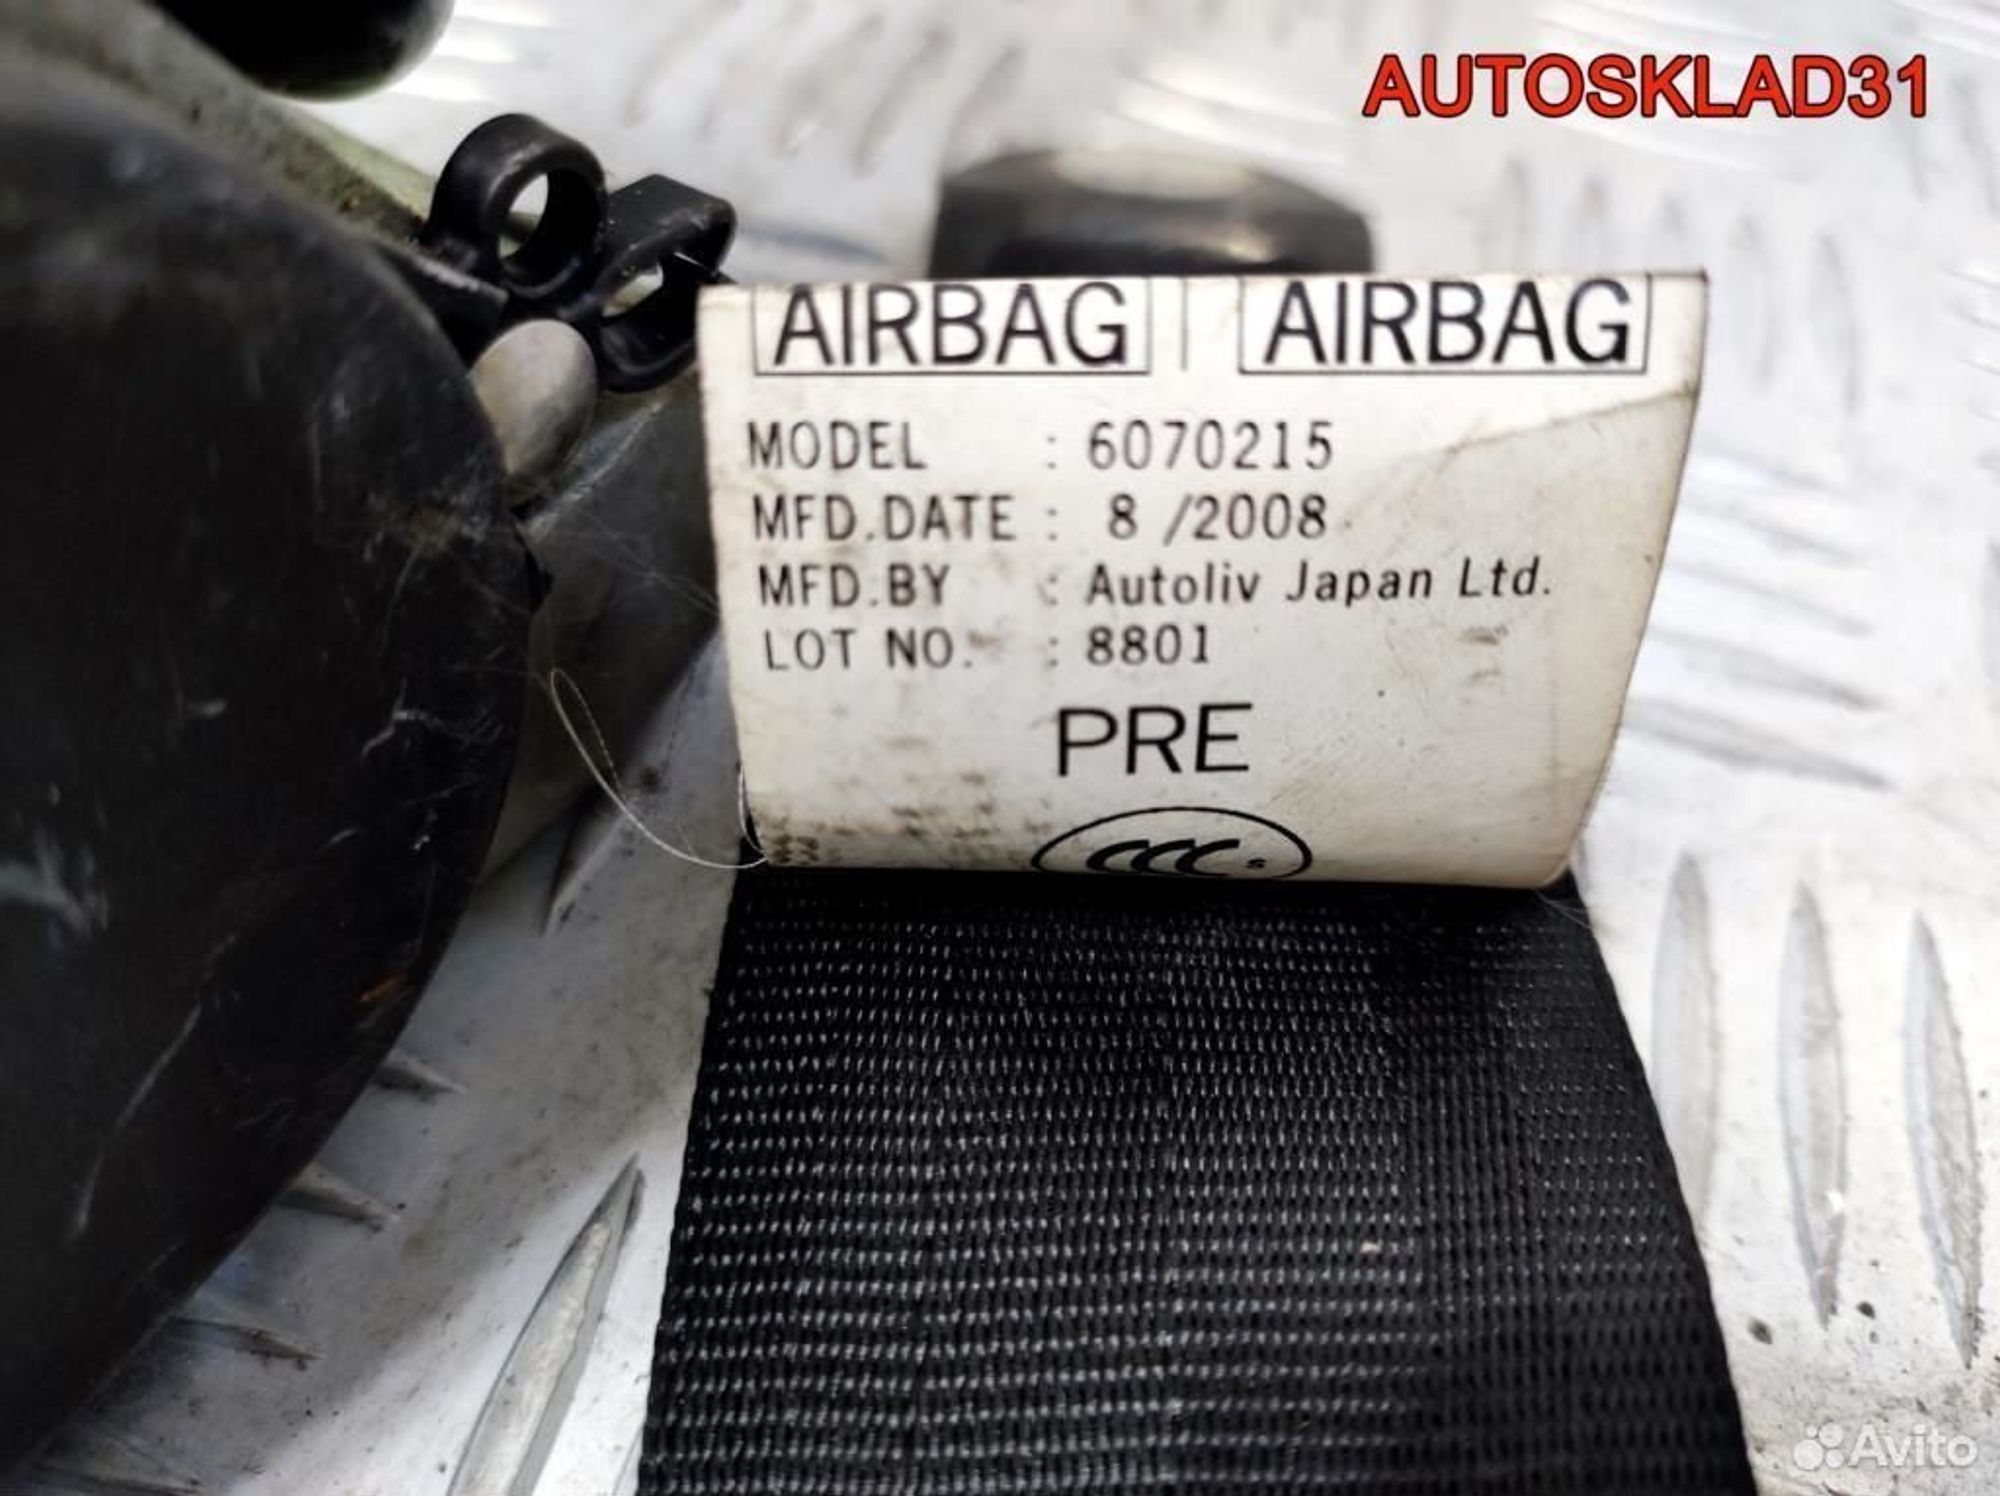 AUTOSKLAD31
AIRBAG AIRBAG
MODEL : 6070215
MFD.DATE : 8 /2008
MFD.BY : Autoliv Japan Ltd.
LOT NO. : 8801
PRE
CCC S
Avito